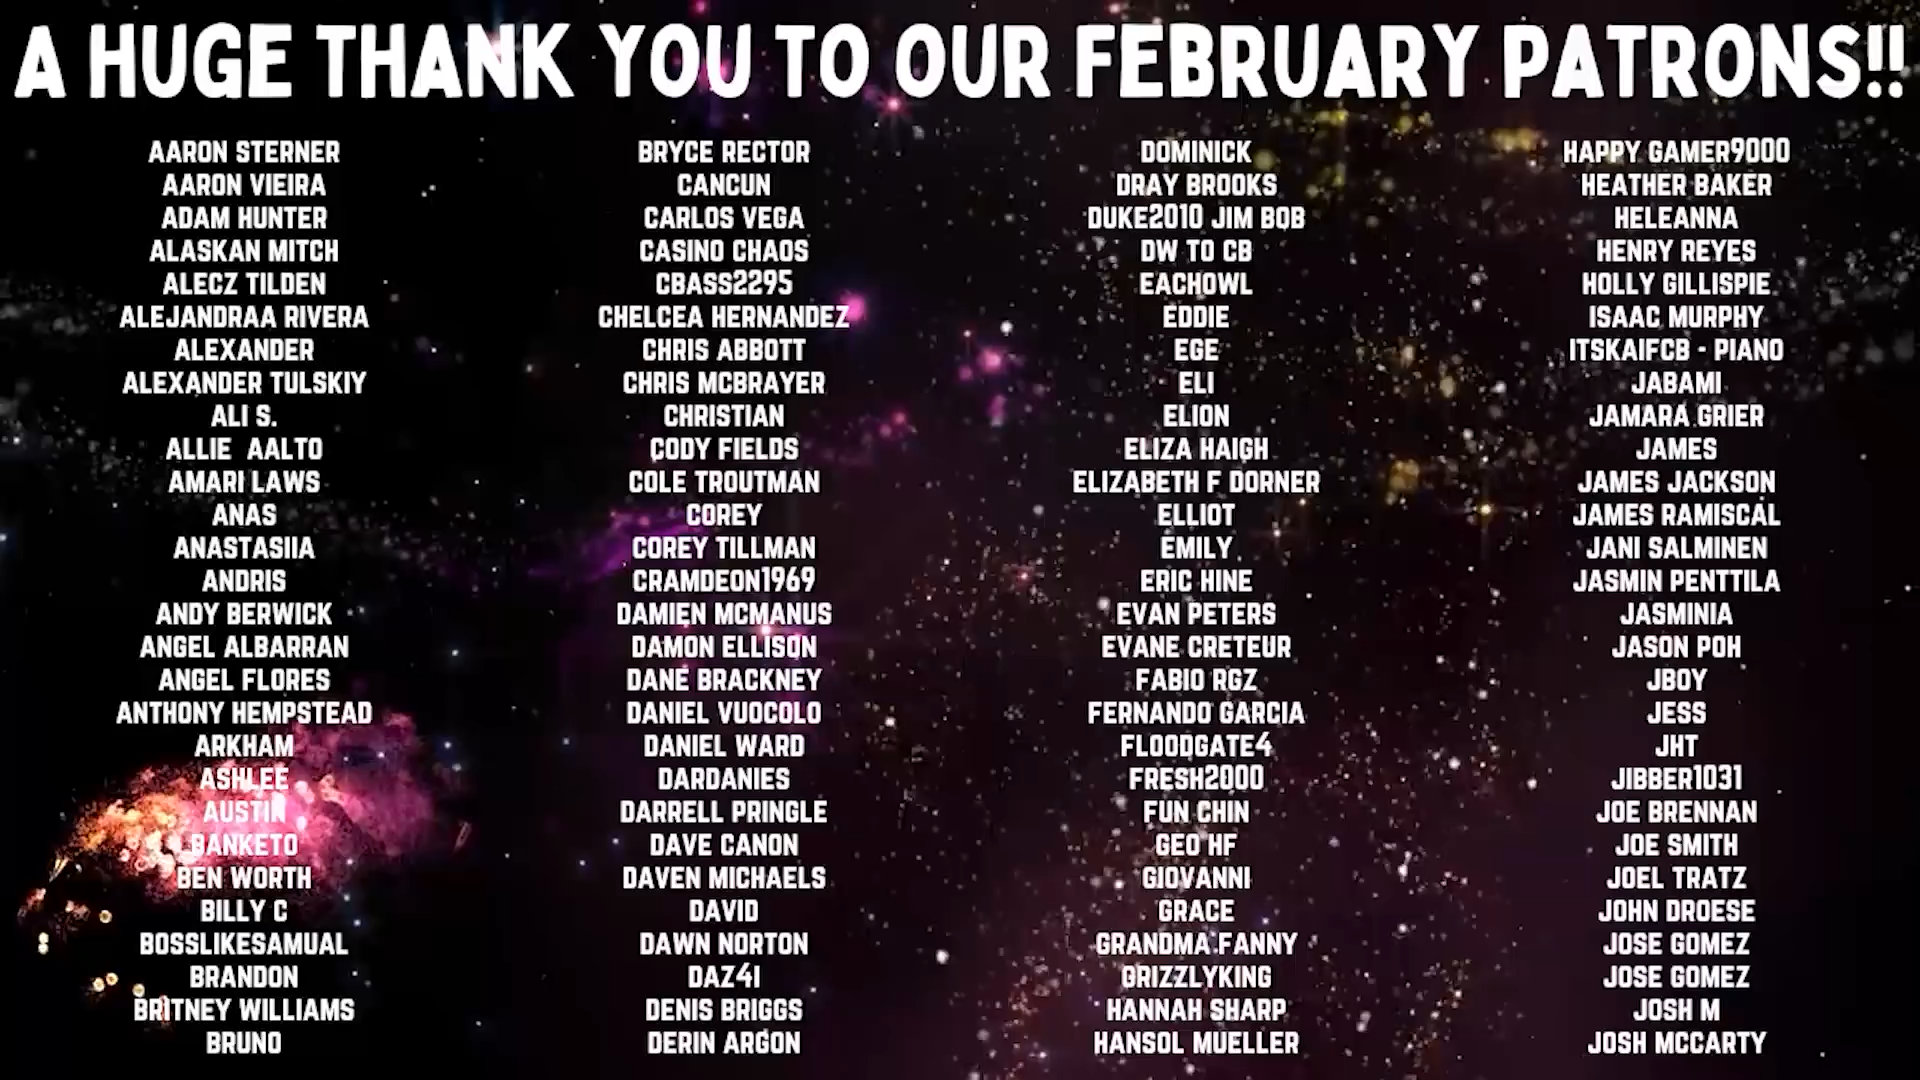 A HUGE THANK YOU TO OUR FEBRUARY PATRONS!!
AARON STERNER
AARON VIEIRA
ADAM HUNTER
ALASKAN MITCH
ALECZ TILDEN
ALEJANDRAA RIVERA
ALEXANDER
ALEXANDER TULSKIY
ALI S.
ALLIE  AALTO
AMARI LAWS
ANAS
ANASTASIIA
ANDRIS
ANDY BERWICK
ANGEL ALBARRAN
ANGEL FLORES
ANTHONY HEMPSTEAD
ARKHAM
ASHLEE
AUSTIN
BANKETO
BEN WORTH
BILLY C
BOSSLIKESAMUAL
BRANDON
BRITNEY WILLIAMS
BRUNO
BRYCE RECTOR
CANCUN
CARLOS VEGA
CASINO CHAOS
CBASS2295
CHELCEA HERNANDEZ
CHRIS ABBOTT
CHRIS MCBRAYER
CHRISTIAN
CODY FIELDS
COLE TROUTMAN
COREY
COREY TILLMAN
CRAMDEON1969
DAMIEN MCMANUS
DAMON ELLISON
DANE BRACKNEY
DANIEL VUOCOLO
DANIEL WARD
DARDANIES
DARRELL PRINGLE
DAVE CANON
DAVEN MICHAELS
DAVID
DAWN NORTON
DAZ4I
DENIS BRIGGS
DERIN ARGON
DOMINICK
DRAY BROOKS
DUKE2010 JIM BOB
DW TO CB
EACHOWL
EDDIE
EGE
ELI
ELION
ELIZA HAIGH
ELIZABETH F DORNER
ELLIOT
EMILY
ERIC HINE
EVAN PETERS
EVANE CRETEUR
FABIO RGZ
FERNANDO GARCIA
FLOODGATE4
FRESH2000
FUN CHIN
GEO HF
GIOVANNI
GRACE
GRANDMA FANNY
GRIZZLYKING
HANNAH SHARP
HANSOL MUELLER
HAPPY GAMER9000
HEATHER BAKER
HELEANNA
HENRY REYES
HOLLY GILLISPIE
ISAAC MURPHY
ITSKAIFCB - PIANO
JABAMI
JAMARA GRIER
JAMES
JAMES JACKSON
JAMES RAMISCAL
JANI SALMINEN
JASMIN PENTTILA
JASMINIA
JASON POH
JBOY
JESS
JHT
JIBBER1031
JOE BRENNAN
JOE SMITH
JOEL TRATZ
JOHN DROESE
JOSE GOMEZ
JOSE GOMEZ
JOSH M
JOSH MCCARTY